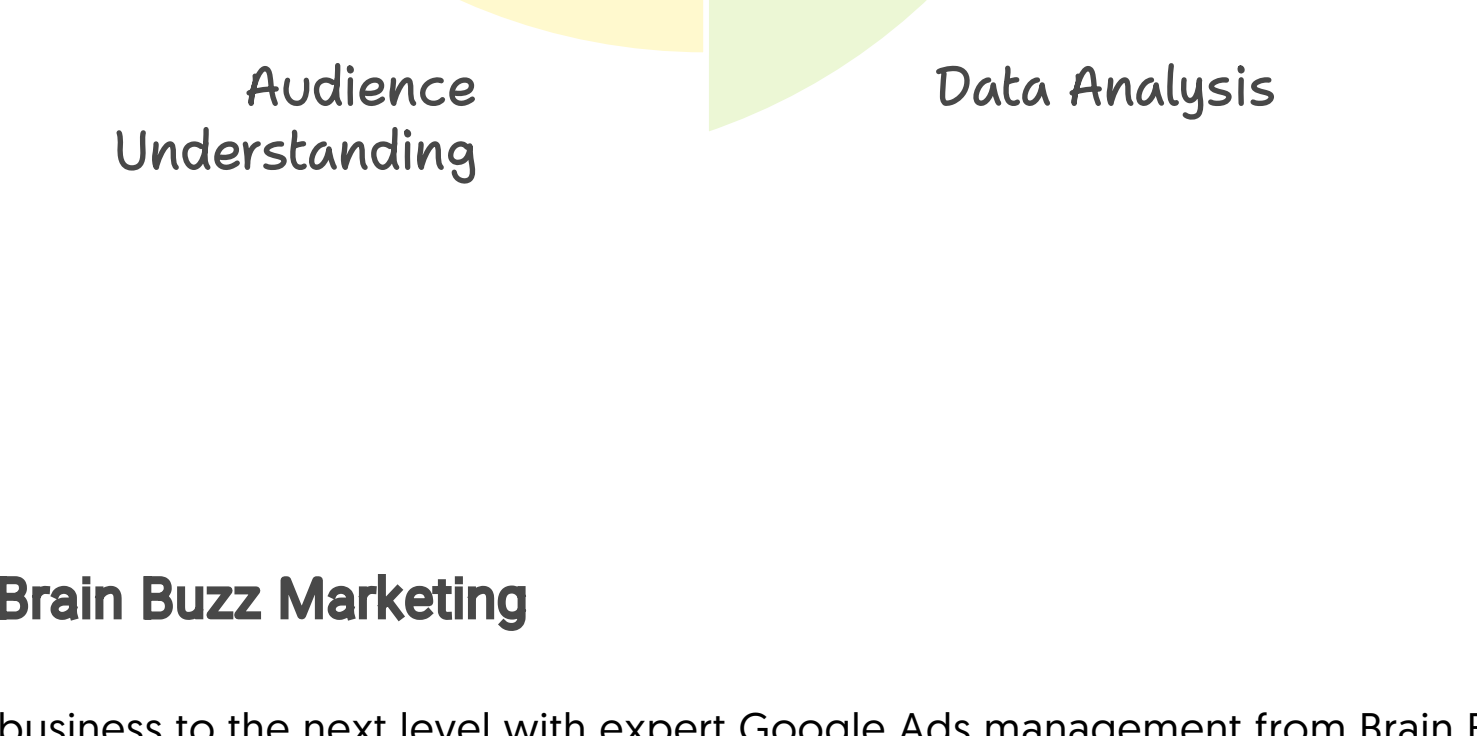 Audience
Understanding
Data Analysis
Brain Buzz Marketing
business to the next level with expert Google Ads management from Brain